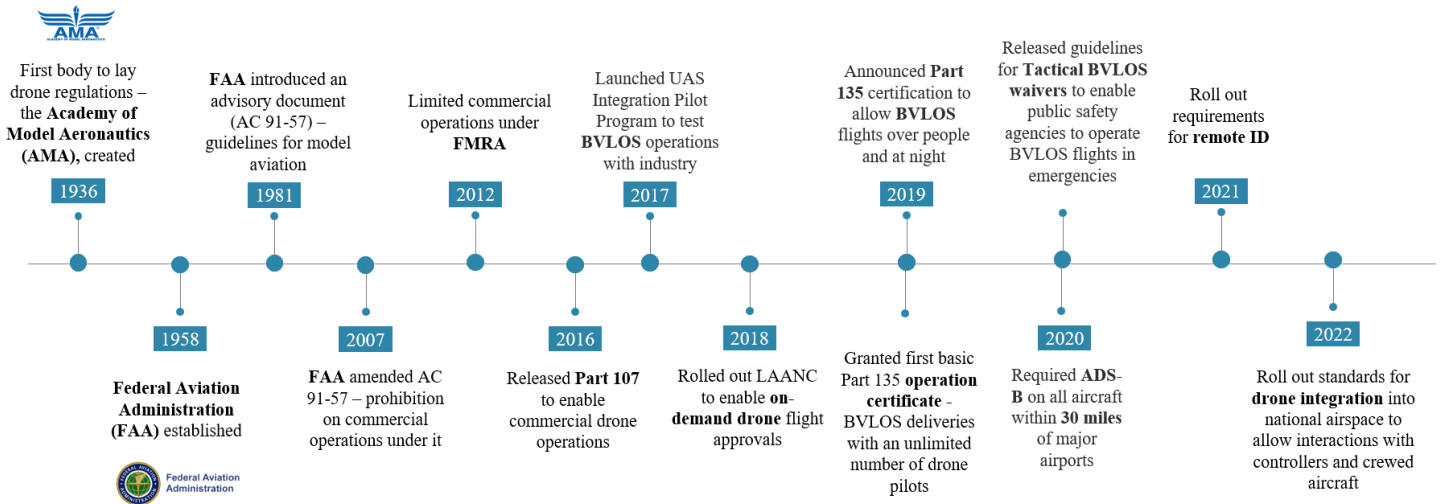 AMA
ACADEMY OF MODEL AERONAUTICS
First body to lay
drone regulations –
the Academy of
Model Aeronautics
(AMA), created
1936
1958
Federal Aviation
Administration
(FAA) established
Federal Aviation
Administration
FAA introduced an
advisory document
(AC 91-57) –
guidelines for model
aviation
1981
2007
FAA amended AC
91-57 – prohibition
on commercial
operations under it
Limited commercial
operations under
FMRA
2012
2016
Released Part 107
to enable
commercial drone
operations
Launched UAS
Integration Pilot
Program to test
BVLOS operations
with industry
2017
2018
Rolled out LAANC
to enable on-
demand drone flight
approvals
Announced Part
135 certification to
allow BVLOS
flights over people
and at night
2019
Granted first basic
Part 135 operation
certificate -
BVLOS deliveries
with an unlimited
number of drone
pilots
Released guidelines
for Tactical BVLOS
waivers to enable
public safety
agencies to operate
BVLOS flights in
emergencies
2020
Required ADS-
B on all aircraft
within 30 miles
of major
airports
Roll out
requirements
for remote ID
2021
2022
Roll out standards for
drone integration into
national airspace to
allow interactions with
controllers and crewed
aircraft